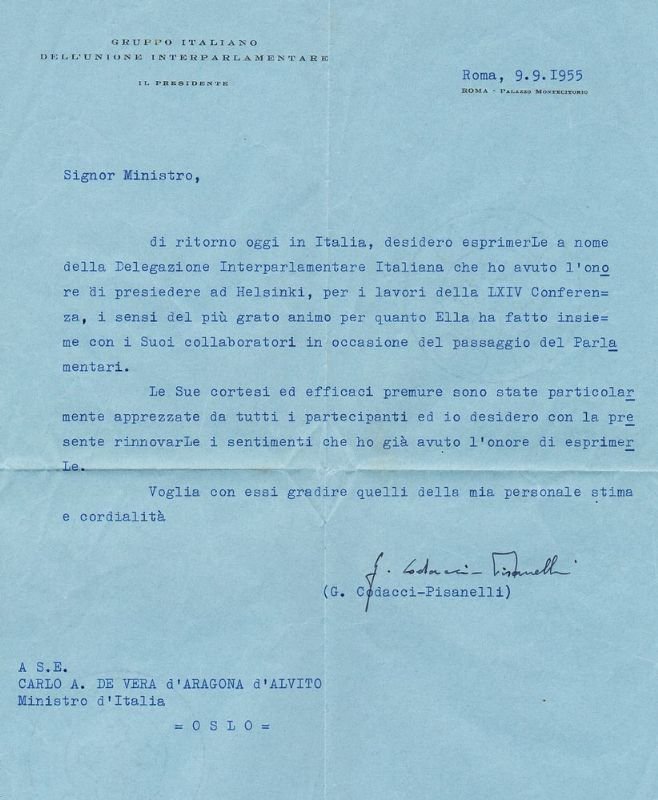 GRUPPO ITALIANO
DELL'UNIONE INTERPARLAMENTARE
IL PRESIDENTE
Roma, 9.9.I955
ROMA - PALAZZO MONTECITORIO
Signor Ministro,
di ritorno oggi in Italia, desidero esprimerLe a nome
della Delegazione Interparlamentare Italiana che ho avuto l'ono
re di presiedere ad Helsinki, per i lavori della LXIV Conferen=
za, i sensi del più grato animo per quanto Ella ha fatto insie=
me con i Suoi collaboratori in occasione del passaggio dei Parla
mentari.
Le Sue cortesi ed efficaci premure sono state particolar
mente apprezzate da tutti i partecipanti ed io desidero con la pre
sente rinnovarLe i sentimenti che ho già avuto l'onore di esprimer
Le.
Voglia con essi gradire quelli della mia personale stima
e cordialità
G. Codacci-Pisanelli
(G. Codacci-Pisanelli)
A S.E.
CARLO A. DE VERA d'ARAGONA d'ALVITO
Ministro d'Italia
= O S L O =